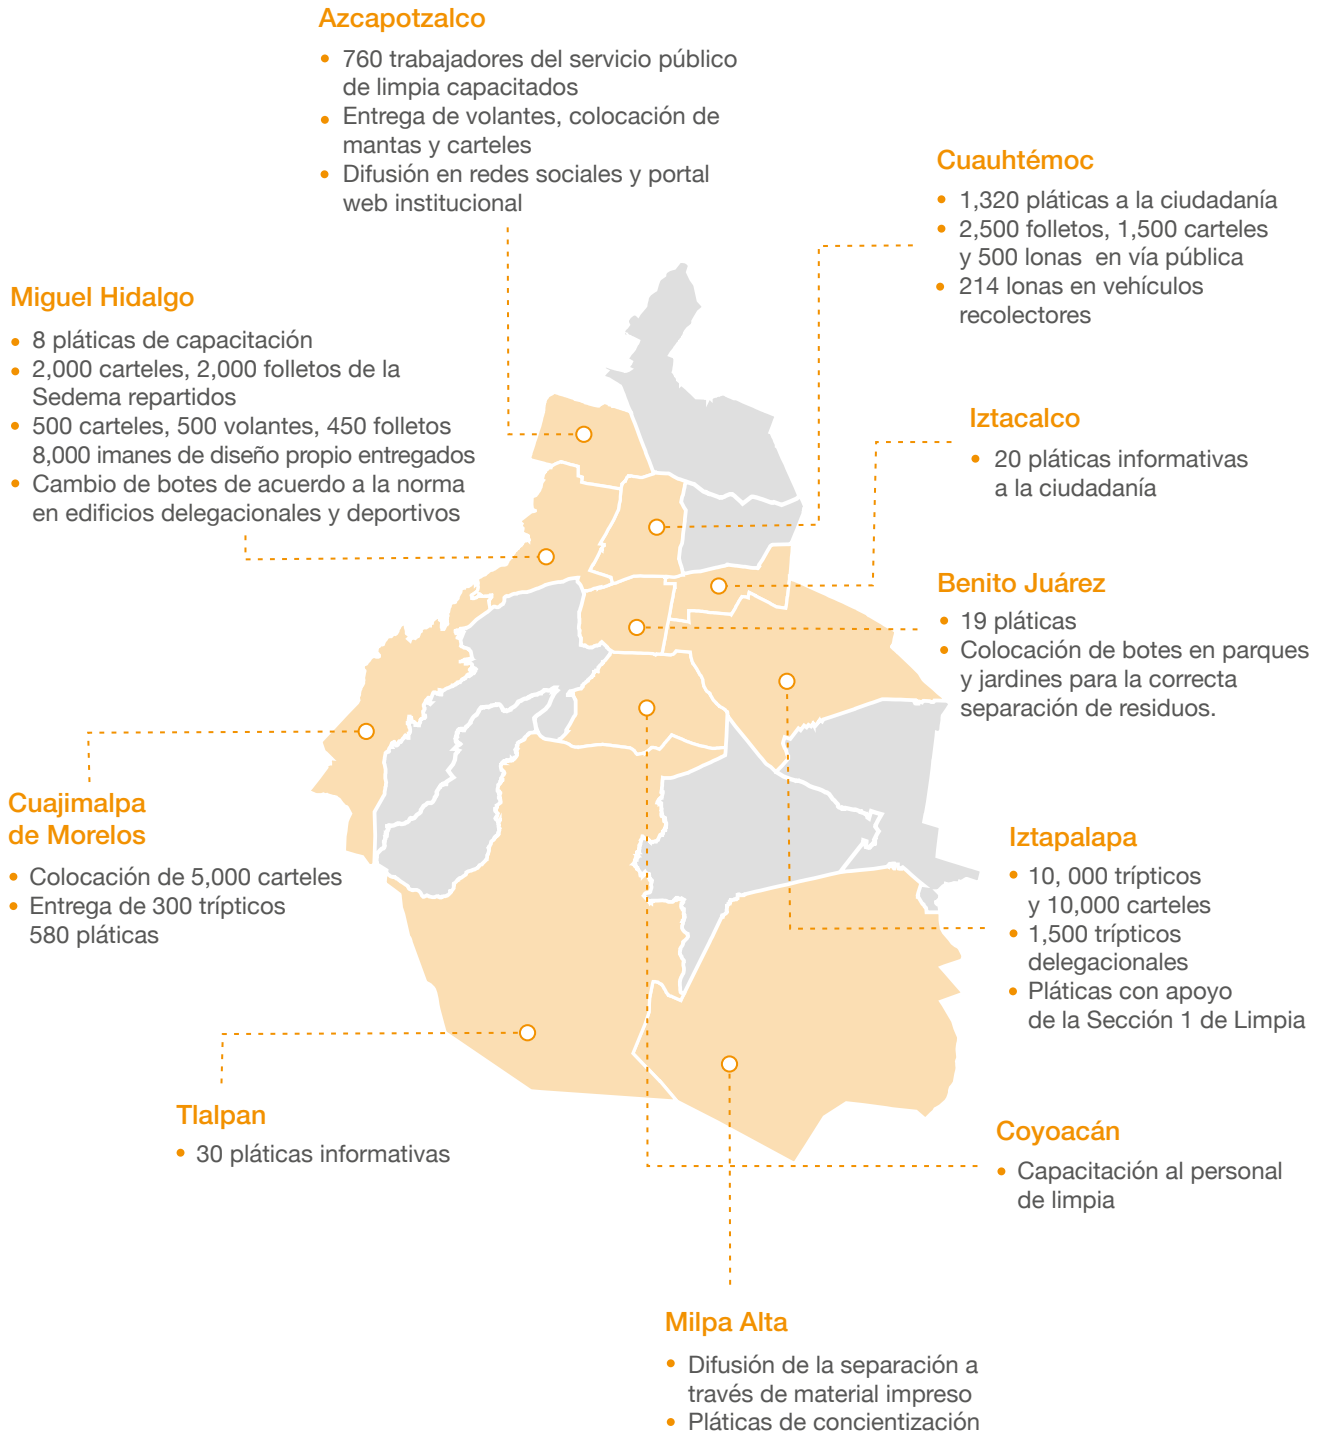 Azcapotzalco
• 760 trabajadores del servicio público
de limpia capacitados
• Entrega de volantes, colocación de
mantas y carteles
• Difusión en redes sociales y portal
web institucional
Cuauhtémoc
• 1,320 pláticas a la ciudadanía
• 2,500 folletos, 1,500 carteles
y 500 lonas en vía pública
• 214 lonas en vehículos
recolectores
Miguel Hidalgo
• 8 pláticas de capacitación
• 2,000 carteles, 2,000 folletos de la
Sedema repartidos
• 500 carteles, 500 volantes, 450 folletos
8,000 imanes de diseño propio entregados
• Cambio de botes de acuerdo a la norma
en edificios delegacionales y deportivos
Iztacalco
• 20 pláticas informativas
a la ciudadanía
Benito Juárez
• 19 pláticas
• Colocación de botes en parques
y jardines para la correcta
separación de residuos.
Cuajimalpa
de Morelos
• Colocación de 5,000 carteles
• Entrega de 300 trípticos
580 pláticas
Iztapalapa
• 10, 000 trípticos
y 10,000 carteles
• 1,500 trípticos
delegacionales
• Pláticas con apoyo
de la Sección 1 de Limpia
Tlalpan
• 30 pláticas informativas
Coyoacán
• Capacitación al personal
de limpia
Milpa Alta
• Difusión de la separación a
través de material impreso
• Pláticas de concientización